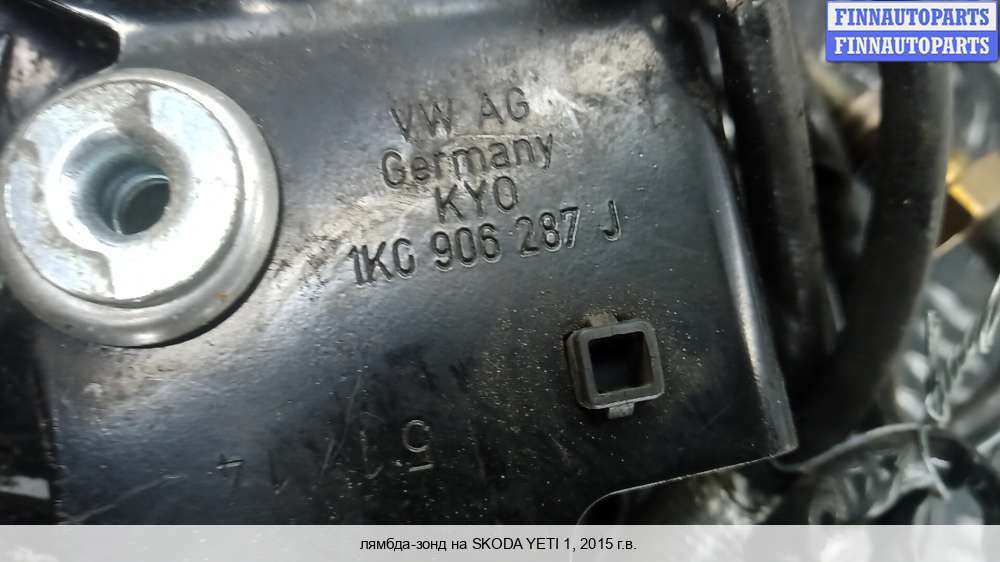 FINNAUTOPARTS
FINNAUTOPARTS
VW AG
Germany
KYO
1K0 906 287 J
лямбда-зонд на SKODA YETI 1, 2015 г.в.